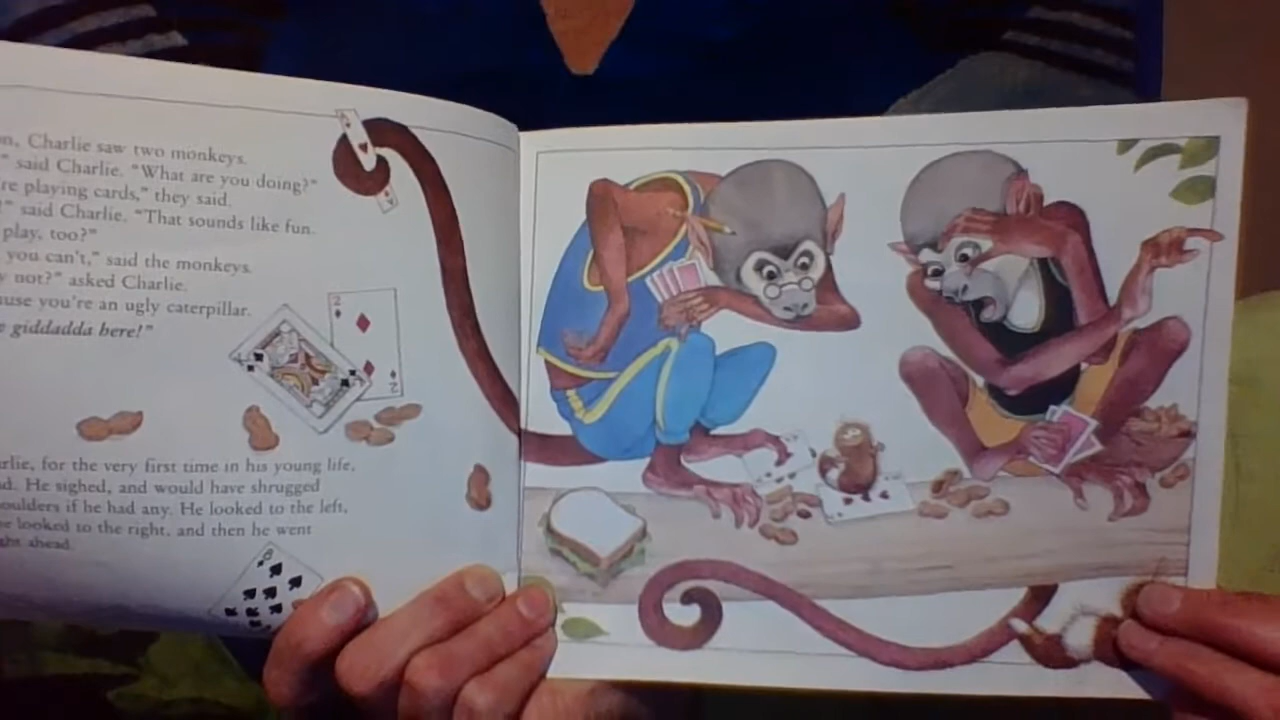 n, Charlie saw two monkeys.
" said Charlie. "What are you doing?"
re playing cards," they said.
" said Charlie. "That sounds like fun.
play, too?"
you can't," said the monkeys.
y not?" asked Charlie.
use you're an ugly caterpillar.
giddadda here!"
2
2
rlie, for the very first time in his young life,
d. He sighed, and would have shrugged
oulders if he had any. He looked to the left,
e looked to the right, and then he went
ght ahead.